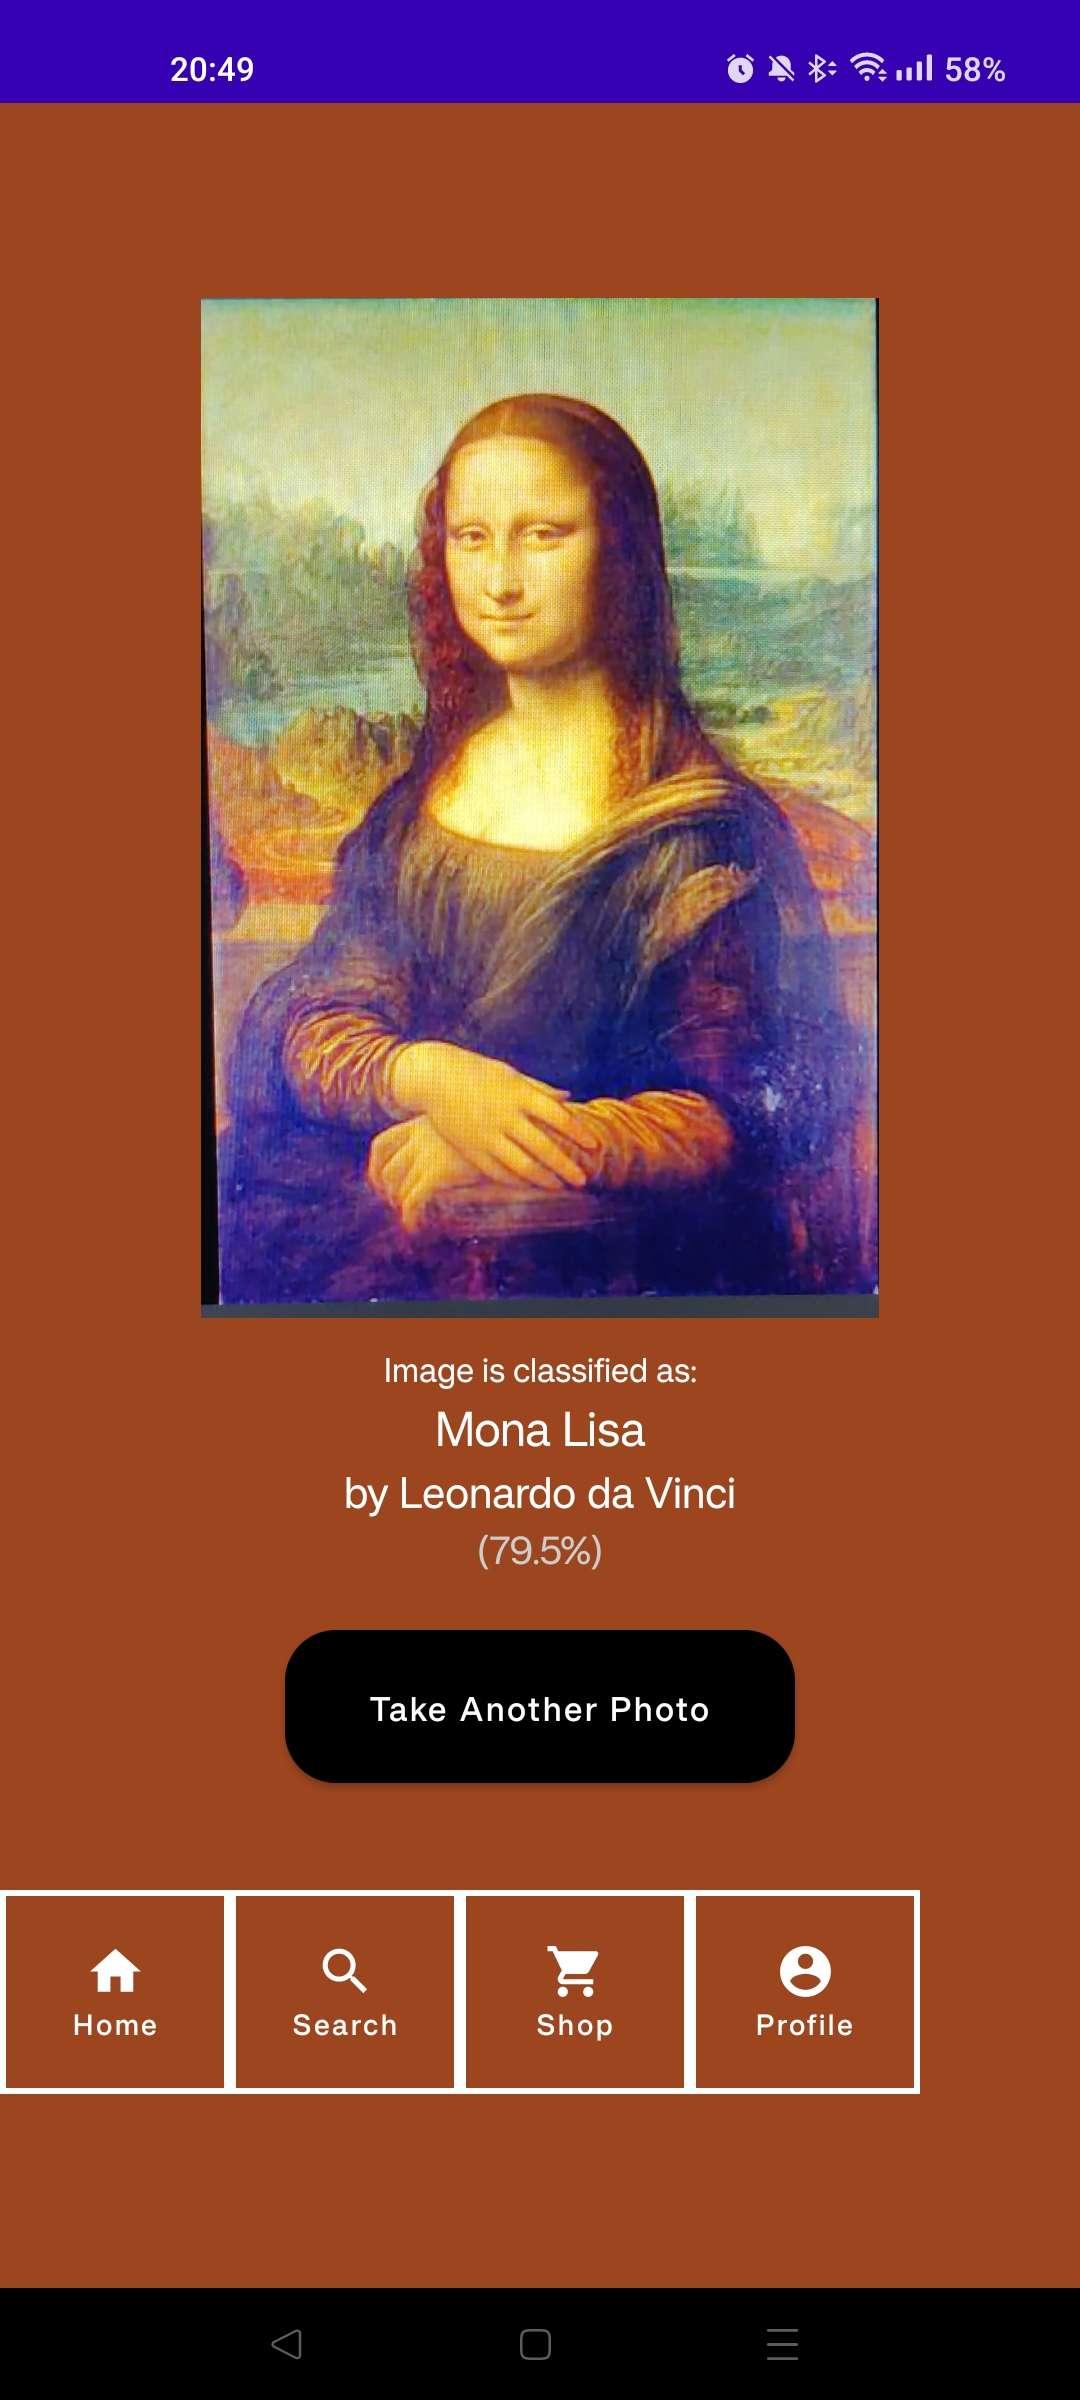 20:49 58%
Image is classified as:
Mona Lisa
by Leonardo da Vinci
(79.5%)
Take Another Photo
Home Search Shop Profile